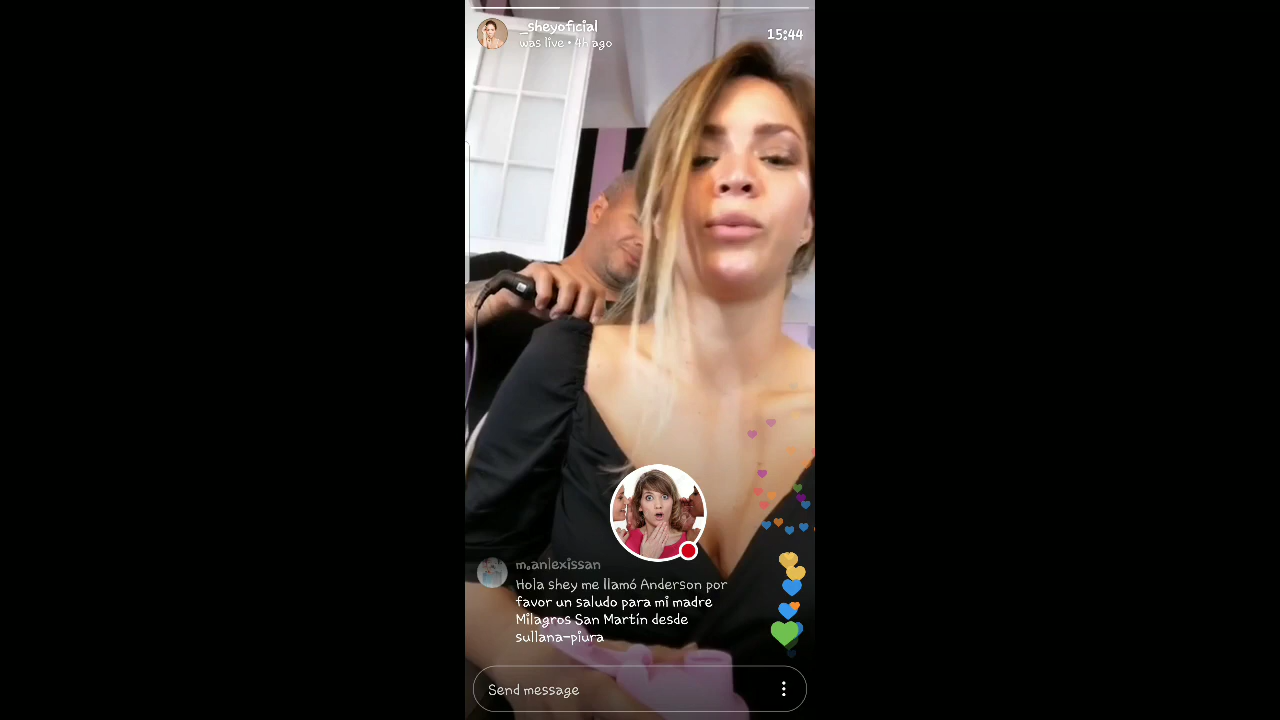 _sheyoficial
was live • 4h ago
15:44
m.anlexissan
Hola shey me llamó Anderson por
favor un saludo para mi madre
Milagros San Martín desde
sullana-piura
Send message